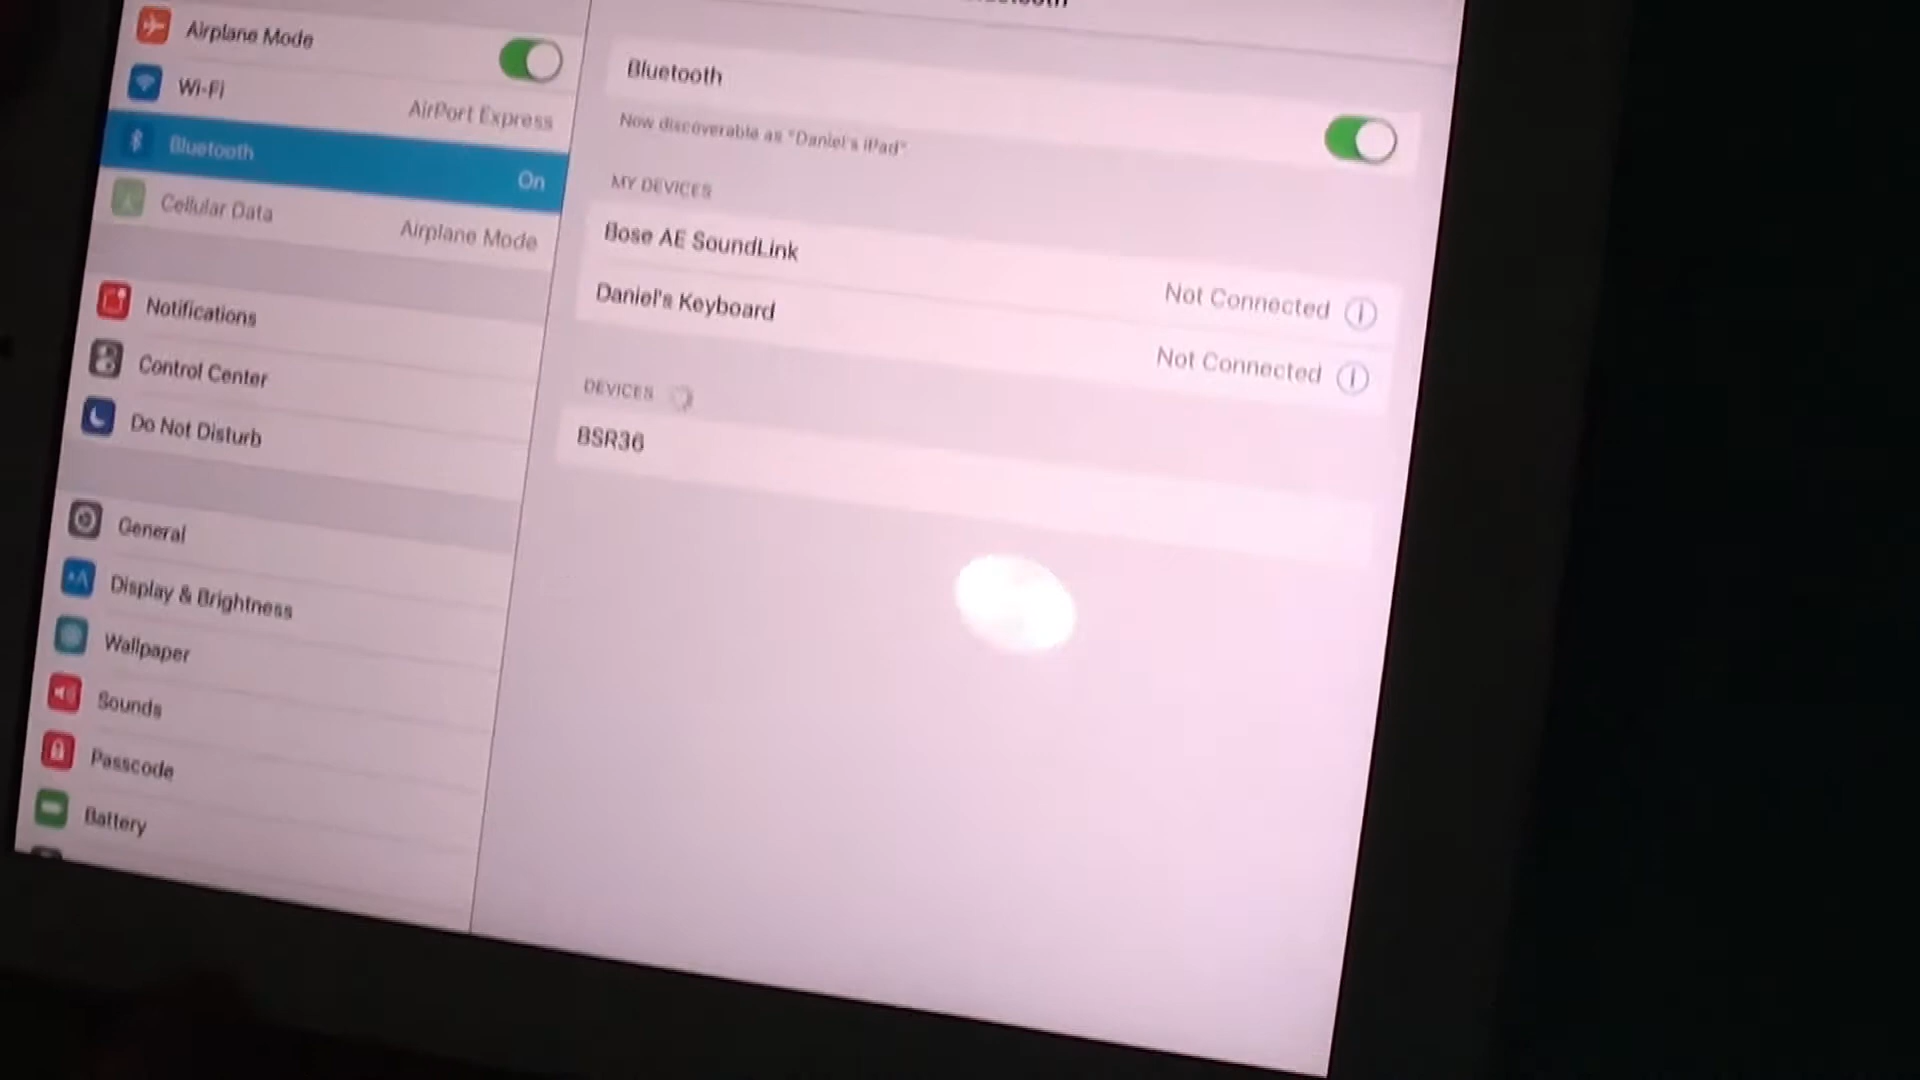 Airplane Mode
Wi-Fi
AirPort Express
Bluetooth
On
Cellular Data
Airplane Mode
Notifications
Control Center
Do Not Disturb
General
Display & Brightness
Wallpaper
Sounds
Passcode
Battery
Bluetooth
Now discoverable as "Daniel's iPad"
MY DEVICES
Bose AE SoundLink
Not Connected
Daniel's Keyboard
Not Connected
DEVICES
BSR36